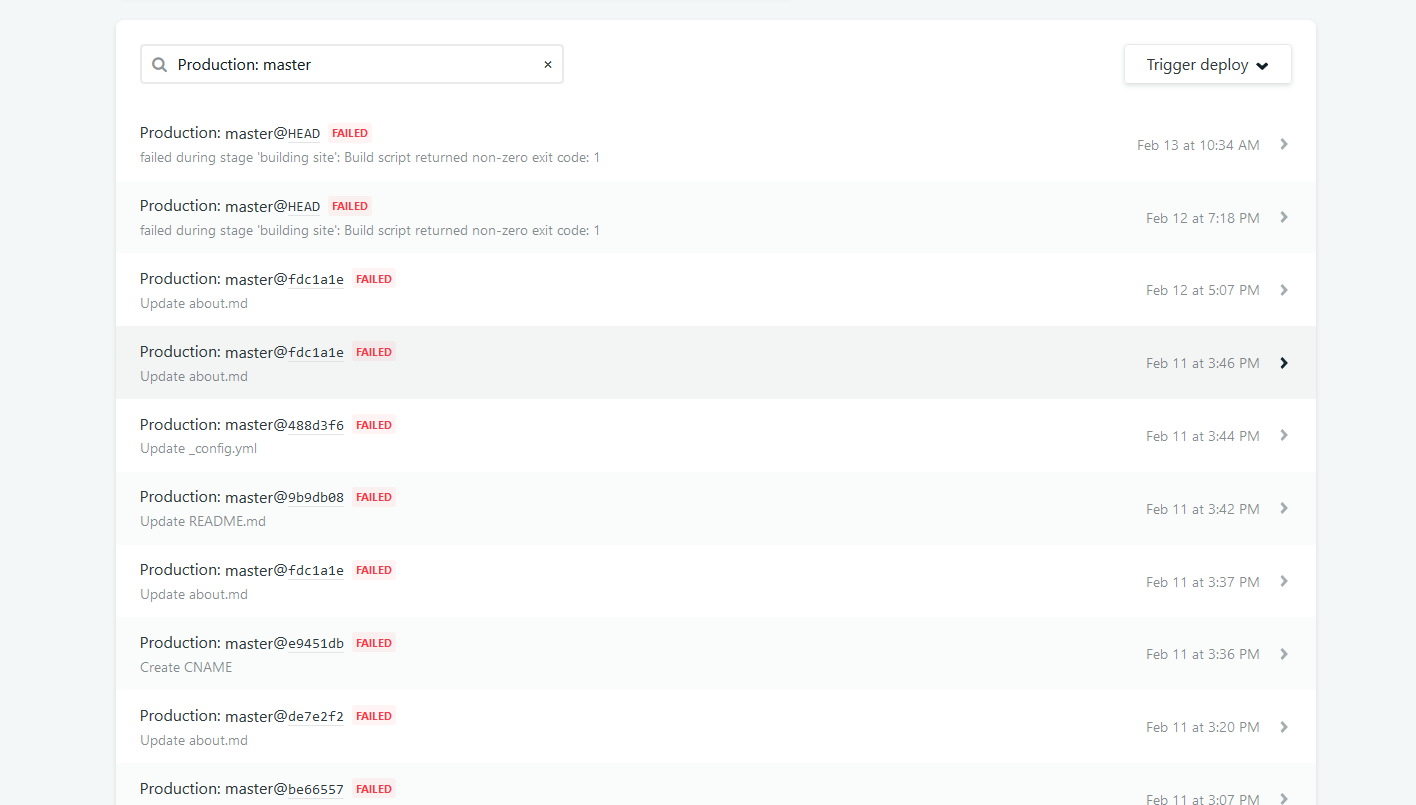 Production: master ×
Trigger deploy
Production: master@HEAD FAILED
failed during stage 'building site': Build script returned non-zero exit code: 1
Feb 13 at 10:34 AM
Production: master@HEAD FAILED
failed during stage 'building site': Build script returned non-zero exit code: 1
Feb 12 at 7:18 PM
Production: master@fdc1a1e FAILED
Update about.md
Feb 12 at 5:07 PM
Production: master@fdc1a1e FAILED
Update about.md
Feb 11 at 3:46 PM
Production: master@488d3f6 FAILED
Update _config.yml
Feb 11 at 3:44 PM
Production: master@9b9db08 FAILED
Update README.md
Feb 11 at 3:42 PM
Production: master@fdc1a1e FAILED
Update about.md
Feb 11 at 3:37 PM
Production: master@e9451db FAILED
Create CNAME
Feb 11 at 3:36 PM
Production: master@de7e2f2 FAILED
Update about.md
Feb 11 at 3:20 PM
Production: master@be66557 FAILED
Feb 11 at 3:07 PM